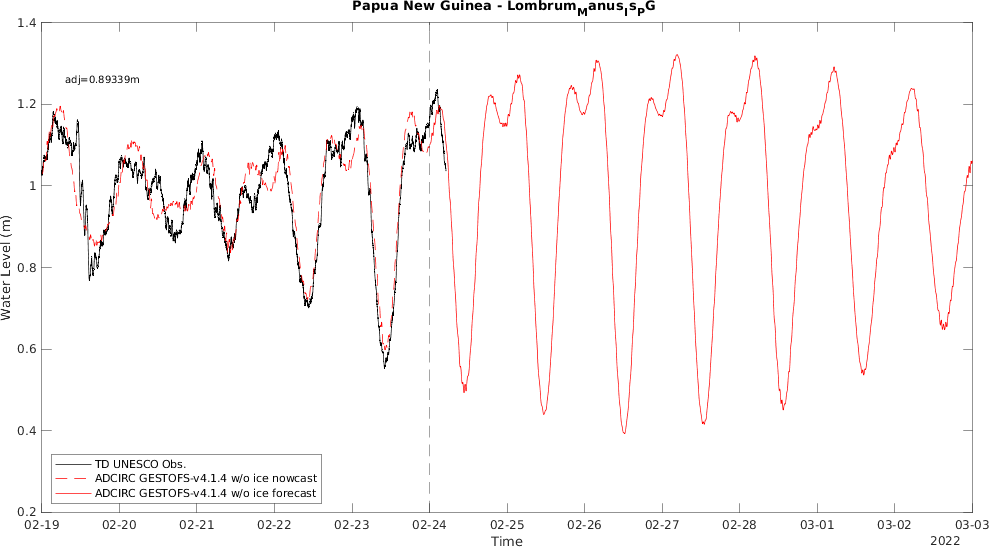 Papua New Guinea - Lombrum_Manus_Is_PG
1.4
adj=0.89339m
1.2
1
0.8
0.6
0.4
0.2
Water Level (m)
TD UNESCO Obs.
ADCIRC GESTOFS-v4.1.4 w/o ice nowcast
ADCIRC GESTOFS-v4.1.4 w/o ice forecast
02-19 02-20 02-21 02-22 02-23 02-24 02-25 02-26 02-27 02-28 03-01 03-02 03-03
Time
2022